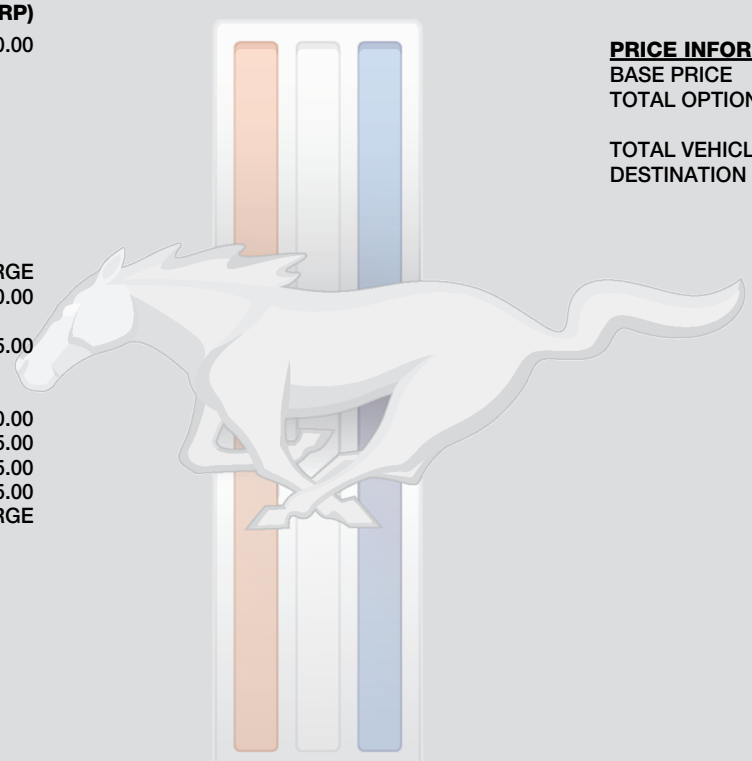 RP)
0.00
RGE
0.00
5.00
0.00
5.00
5.00
5.00
RGE
PRICE INFOR
BASE PRICE
TOTAL OPTION
TOTAL VEHICL
DESTINATION